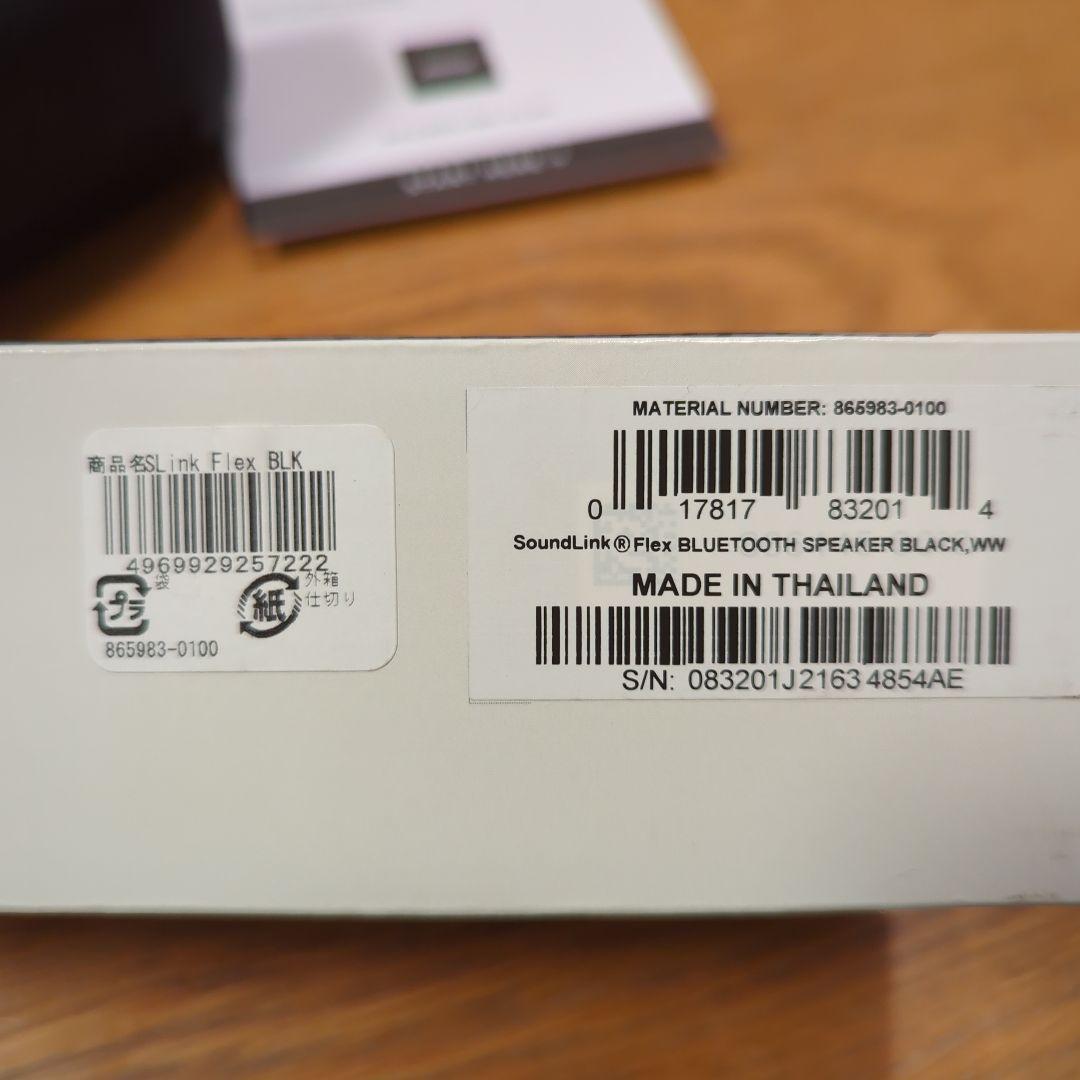 商品名SLink Flex BLK
4969929257222
プラ
袋
紙
外箱
仕切り
865983-0100
MATERIAL NUMBER: 865983-0100
0 17817 83201 4
SoundLink®Flex BLUETOOTH SPEAKER BLACK,WW
MADE IN THAILAND
S/N: 083201J21634854AE